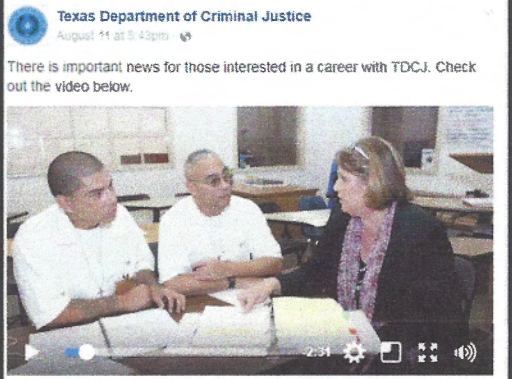 Texas Department of Criminal Justice
August 11 at 5:43pm ·
There is important news for those interested in a career with TDCJ. Check
out the video below.
-2:31